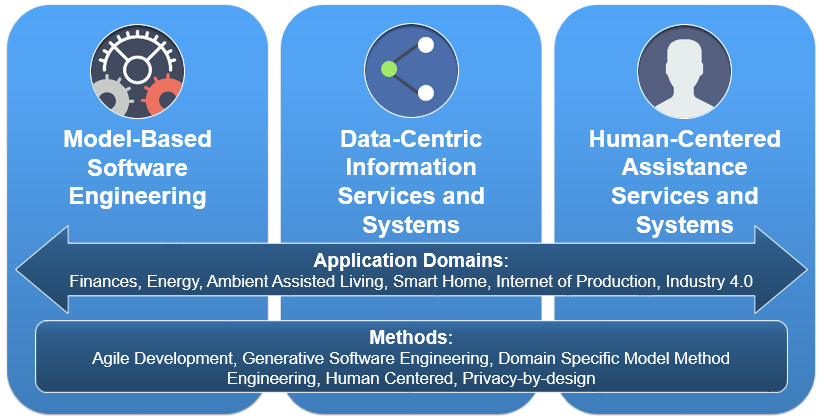 Model-Based
Software
Engineering
Data-Centric
Information
Services and
Systems
Human-Centered
Assistance
Services and
Systems
Application Domains:
Finances, Energy, Ambient Assisted Living, Smart Home, Internet of Production, Industry 4.0
Methods:
Agile Development, Generative Software Engineering, Domain Specific Model Method
Engineering, Human Centered, Privacy-by-design